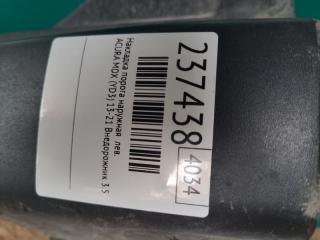 237438
4034
Накладка порога наружная лев.
ACURA MDX (YD3) 13-21 Внедорожник 3,5